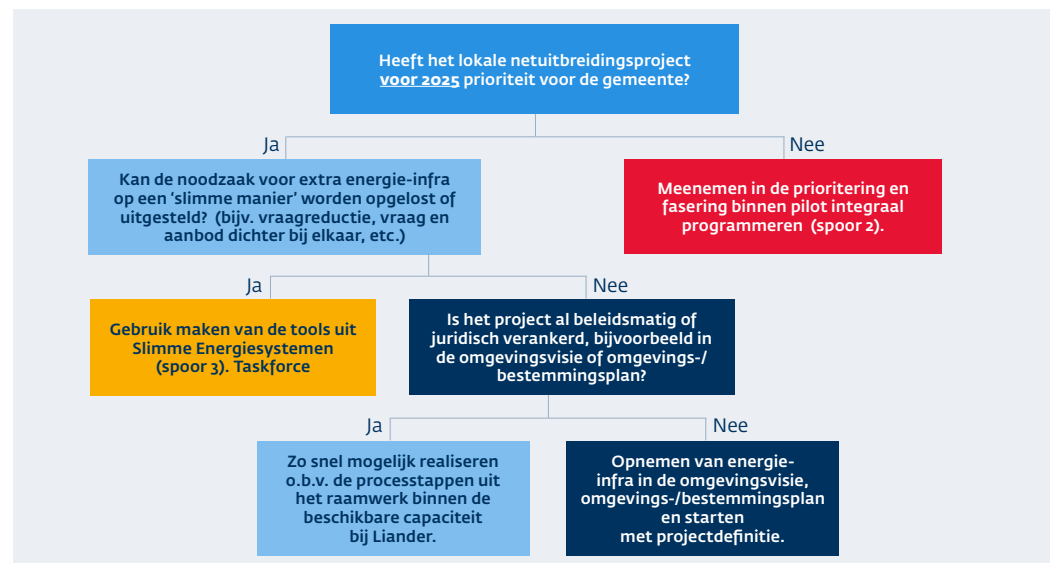 Heeft het lokale netuitbreidingsproject
voor 2025 prioriteit voor de gemeente?
Ja
Nee
Kan de noodzaak voor extra energie-infra
op een ‘slimme manier’ worden opgelost of
uitgesteld? (bijv. vraagreductie, vraag en
aanbod dichter bij elkaar, etc.)
Meenemen in de prioritering en
fasering binnen pilot integraal
programmeren (spoor 2).
Ja
Nee
Gebruik maken van de tools uit
Slimme Energiesystemen
(spoor 3). Taskforce
Is het project al beleidsmatig of
juridisch verankerd, bijvoorbeeld in
de omgevingsvisie of omgevings-/
bestemmingsplan?
Ja
Nee
Zo snel mogelijk realiseren
o.b.v. de processtappen uit
het raamwerk binnen de
beschikbare capaciteit
bij Liander.
Opnemen van energie-
infra in de omgevingsvisie,
omgevings-/bestemmingsplan
en starten
met projectdefinitie.